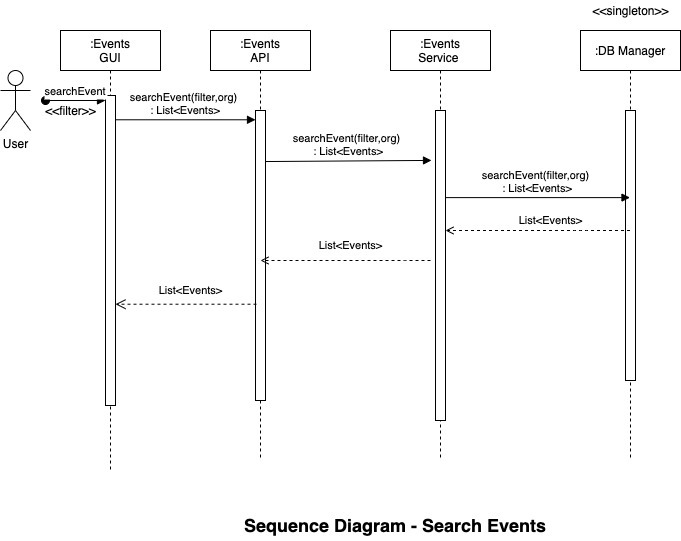 <<singleton>>
:Events
GUI
:Events
API
:Events
Service
:DB Manager
searchEvent
<<filter>>
User
searchEvent(filter,org)
: List<Events>
searchEvent(filter,org)
: List<Events>
searchEvent(filter,org)
: List<Events>
List<Events>
List<Events>
List<Events>
Sequence Diagram - Search Events